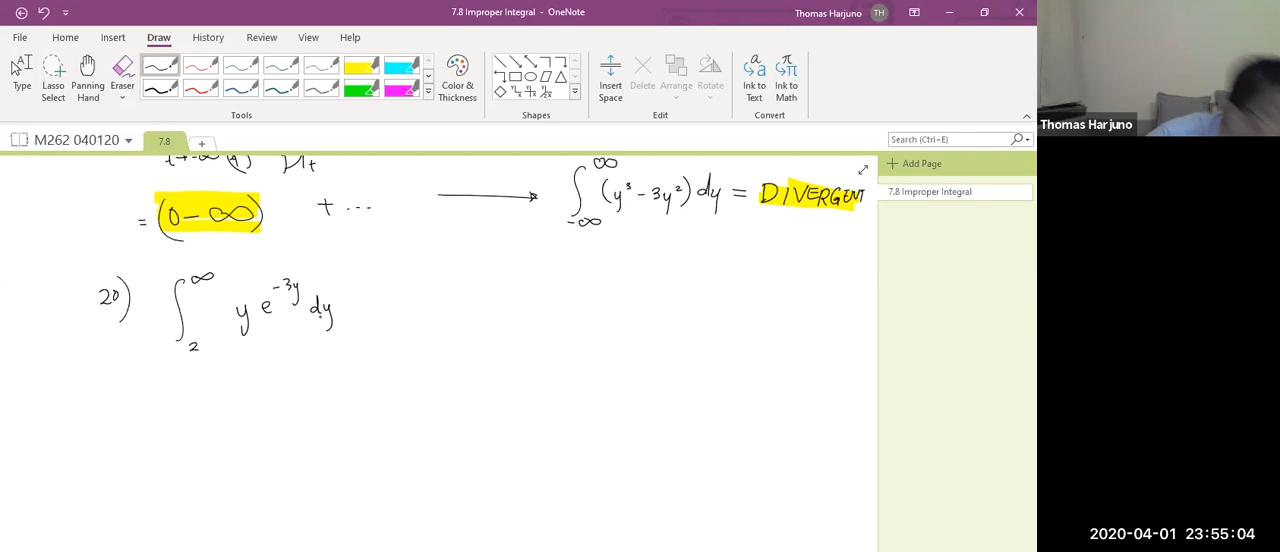 7.8 Improper Integral - OneNote
Thomas Harjuno TH
File Home Insert Draw History Review View Help
Type Lasso Select Panning Hand Eraser Color & Thickness Insert Space Delete Arrange Rotate Ink to Text Ink to Math
Tools Shapes Edit Convert
Thomas Harjuno
M262 040120 7.8 Search (Ctrl+E)
Add Page
7.8 Improper Integral
t→-∞
= (0 - ∞) + ... → ∫_{-∞}^{∞} (y³ - 3y²) dy = DIVERGENT
20) ∫_{2}^{∞} y e^{-3y} dy
2020-04-01 23:55:04